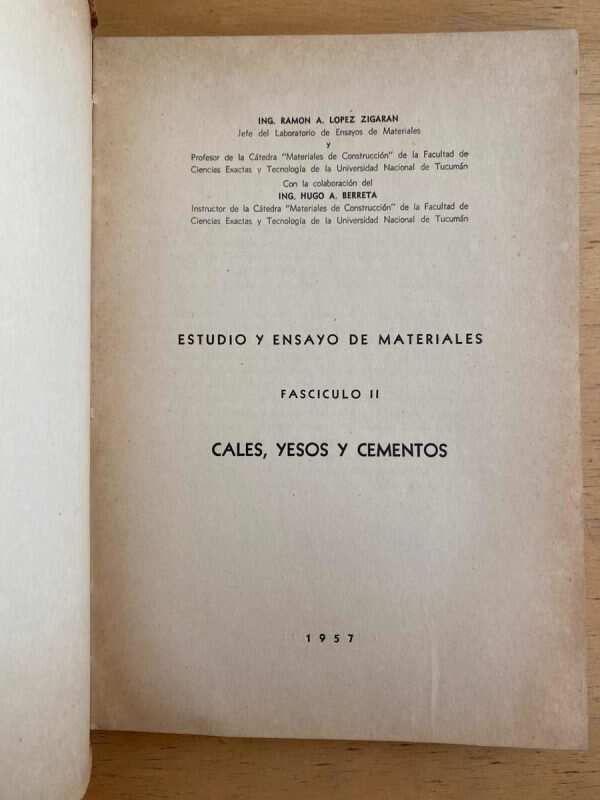 ING. RAMON A. LOPEZ ZIGARAN
Jefe del Laboratorio de Ensayos de Materiales
y
Profesor de la Cátedra "Materiales de Construcción" de la Facultad de
Ciencias Exactas y Tecnología de la Universidad Nacional de Tucumán
Con la colaboración del
ING. HUGO A. BERRETA
Instructor de la Cátedra "Materiales de Construcción" de la Facultad de
Ciencias Exactas y Tecnología de la Universidad Nacional de Tucumán
ESTUDIO Y ENSAYO DE MATERIALES
FASCICULO II
CALES, YESOS Y CEMENTOS
1957